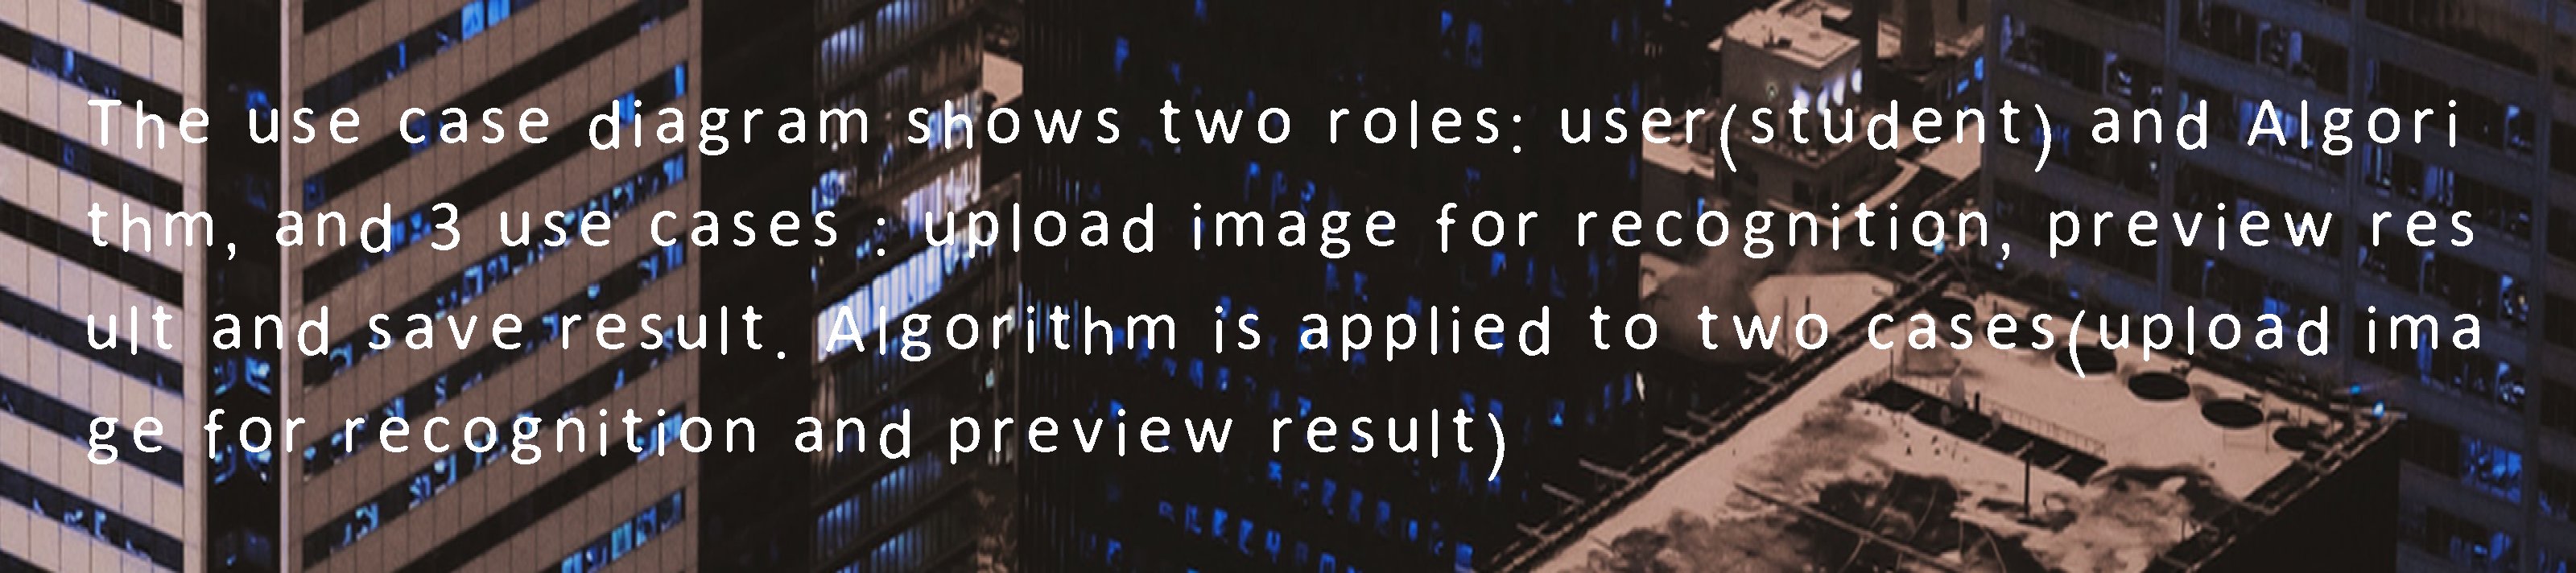 The use case diagram shows two roles: user(student) and Algori
thm, and 3 use cases : upload image for recognition, preview res
ult and save result. Algorithm is applied to two cases(upload ima
ge for recognition and preview result)